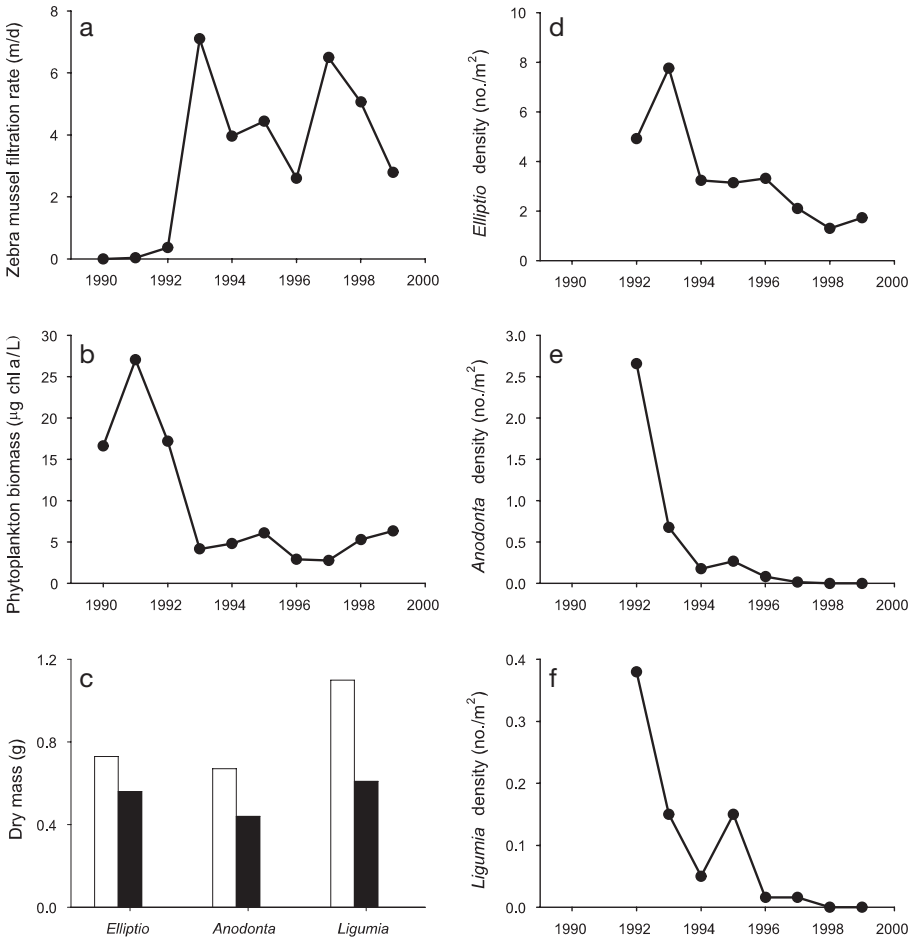 a
Zebra mussel filtration rate (m/d)
8
6
4
2
0
1990 1992 1994 1996 1998 2000
b
Phytoplankton biomass (μg chl a/L)
30
25
20
15
10
5
0
1990 1992 1994 1996 1998 2000
c
Dry mass (g)
1.2
0.8
0.4
0.0
Elliptio Anodonta Ligumia
d
Elliptio density (no./m²)
10
8
6
4
2
0
1990 1992 1994 1996 1998 2000
e
Anodonta density (no./m²)
3.0
2.5
2.0
1.5
1.0
0.5
0.0
1990 1992 1994 1996 1998 2000
f
Ligumia density (no./m²)
0.4
0.3
0.2
0.1
0.0
1990 1992 1994 1996 1998 2000